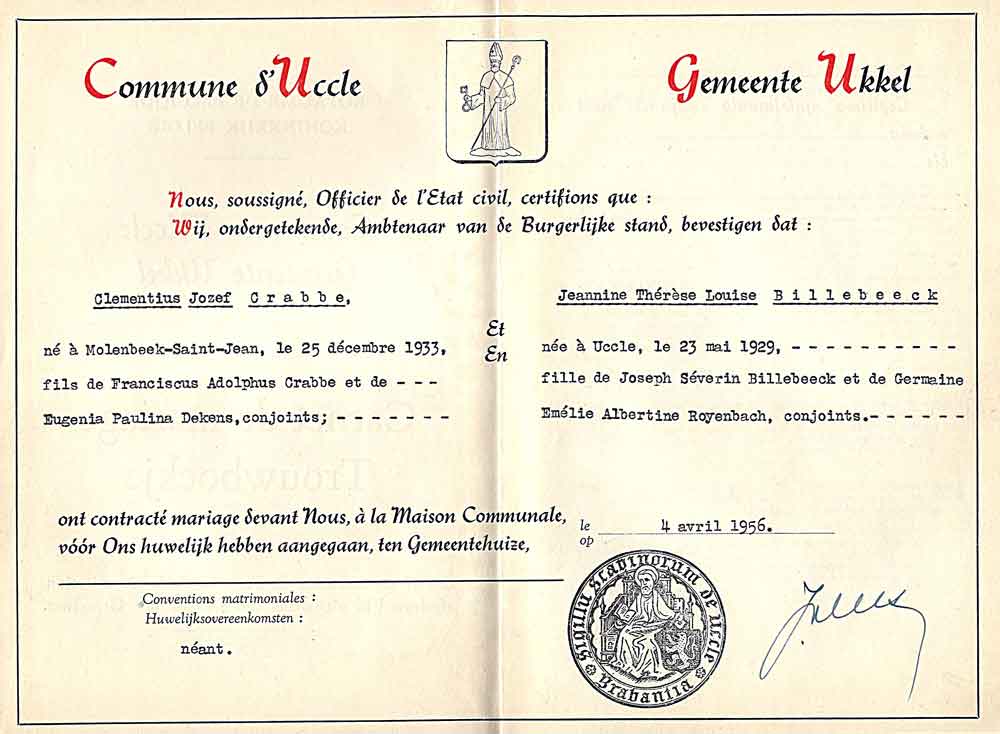 Commune d'Uccle
Gemeente Ukkel
Nous, soussigné, Officier de l'Etat civil, certifions que :
Wij, ondergetekende, Ambtenaar van de Burgerlijke stand, bevestigen dat :
Clementius Jozef C r a b b e,
né à Molenbeek-Saint-Jean, le 25 décembre 1933,
fils de Franciscus Adolphus Crabbe et de - - -
Eugenia Paulina Dekens, conjoints; - - - - - - -
Et
En
Jeannine Thérèse Louise B i l l e b e e c k
née à Uccle, le 23 mai 1929, - - - - - - - - - -
fille de Joseph Séverin Billebeeck et de Germaine
Emélie Albertine Royenbach, conjoints.- - - - - -
ont contracté mariage devant Nous, à la Maison Communale,
vóór Ons huwelijk hebben aangegaan, ten Gemeentehuize,
le
op
4 avril 1956.
Conventions matrimoniales :
Huwelijksovereenkomsten :
néant.
Sigillu Scabinorum de Uccle
Brabantia